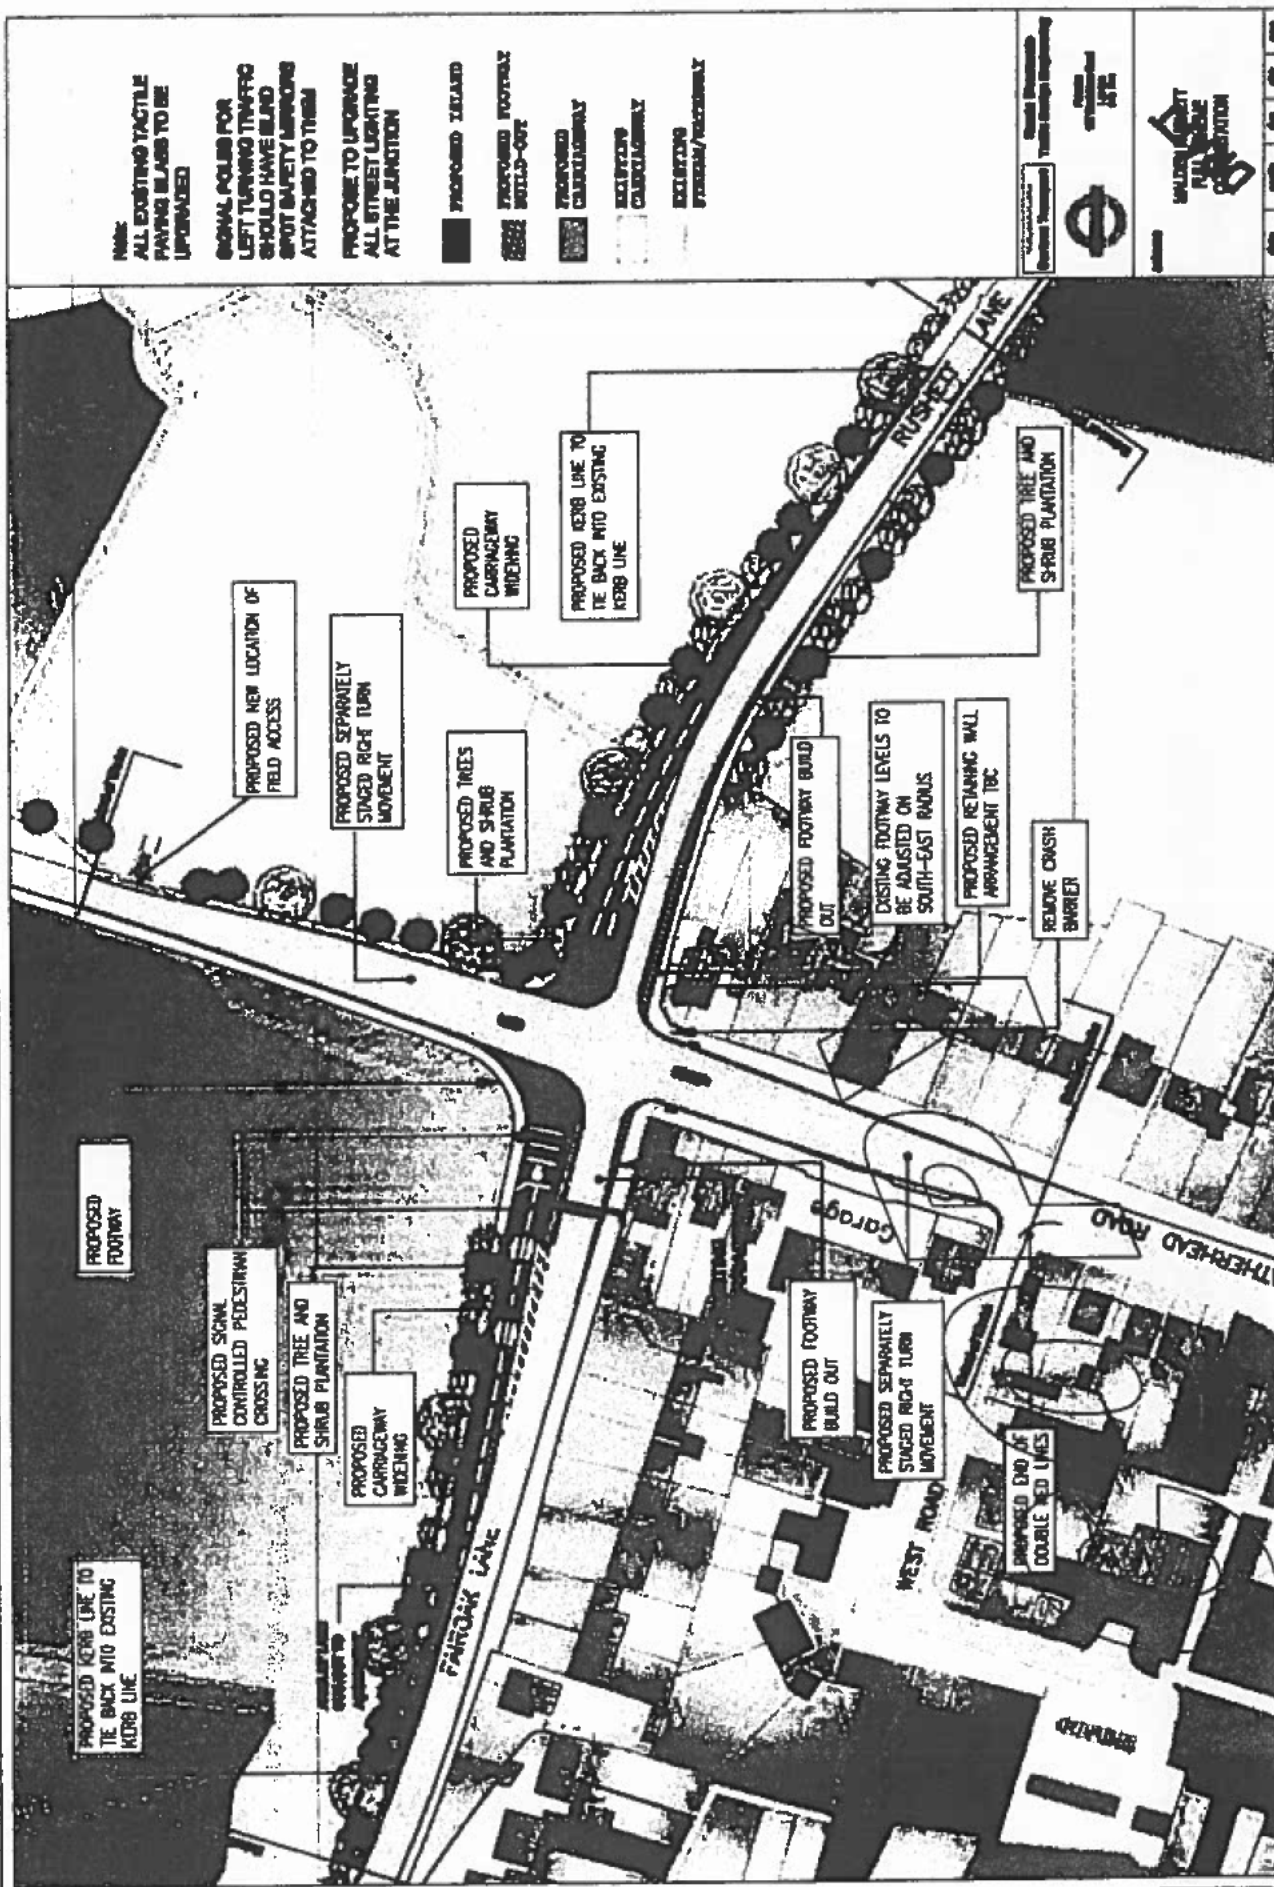 PROPOSED KERB LINE TO
TIE BACK INTO EXISTING
KERB LINE
PROPOSED
FOOTWAY
PROPOSED SIGNAL
CONTROLLED PEDESTRIAN
CROSSING
PROPOSED TREE AND
SHRUB PLANTATION
PROPOSED
CARRIAGEWAY
WIDENING
PROPOSED NEW LOCATION OF
FIELD ACCESS
PROPOSED SEPARATELY
STAGED RIGHT TURN
MOVEMENT
PROPOSED TREES
AND SHRUB
PLANTATION
PROPOSED
CARRIAGEWAY
WIDENING
PROPOSED KERB LINE TO
TIE BACK INTO EXISTING
KERB LINE
FAIROAK LANE
RUSHETT LANE
PROPOSED FOOTWAY BUILD
OUT
EXISTING FOOTWAY LEVELS TO
BE ADJUSTED ON
SOUTH-EAST RADIUS
PROPOSED RETAINING WALL
ARRANGEMENT TBC
PROPOSED TREE AND
SHRUB PLANTATION
REMOVE CRASH
BARRIER
Garage
PROPOSED FOOTWAY
BUILD OUT
PROPOSED SEPARATELY
STAGED RIGHT TURN
MOVEMENT
WEST ROAD
PROPOSED END OF
DOUBLE RED LINES
ATHERHEAD
ROAD
Note:
ALL EXISTING TACTILE
PAVING SLABS TO BE
UPGRADED
SIGNAL POLES FOR
LEFT TURNING TRAFFIC
SHOULD HAVE BLIND
SPOT SAFETY MIRRORS
ATTACHED TO THEM
PROPOSE TO UPGRADE
ALL STREET LIGHTING
AT THE JUNCTION
PROPOSED ISLAND
PROPOSED FOOTWAY
BUILD-OUT
PROPOSED
CARRIAGEWAY
EXISTING
CARRIAGEWAY
EXISTING